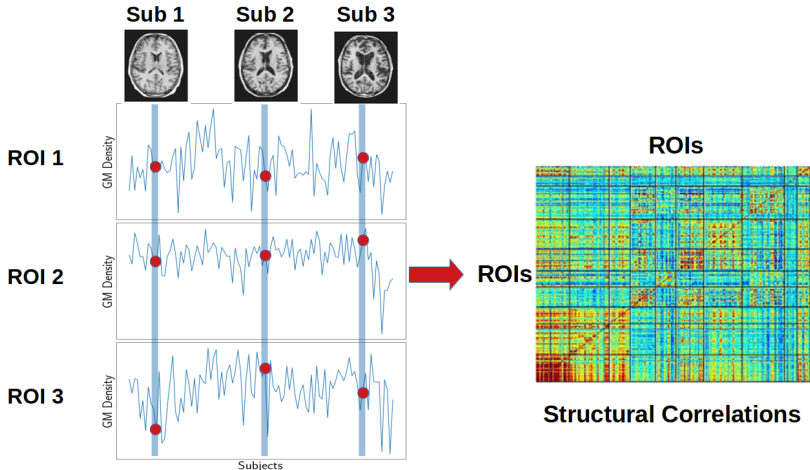 Sub 1 Sub 2 Sub 3
ROI 1
GM Density
ROI 2
GM Density
ROI 3
GM Density
Subjects
ROIs
ROIs
Structural Correlations